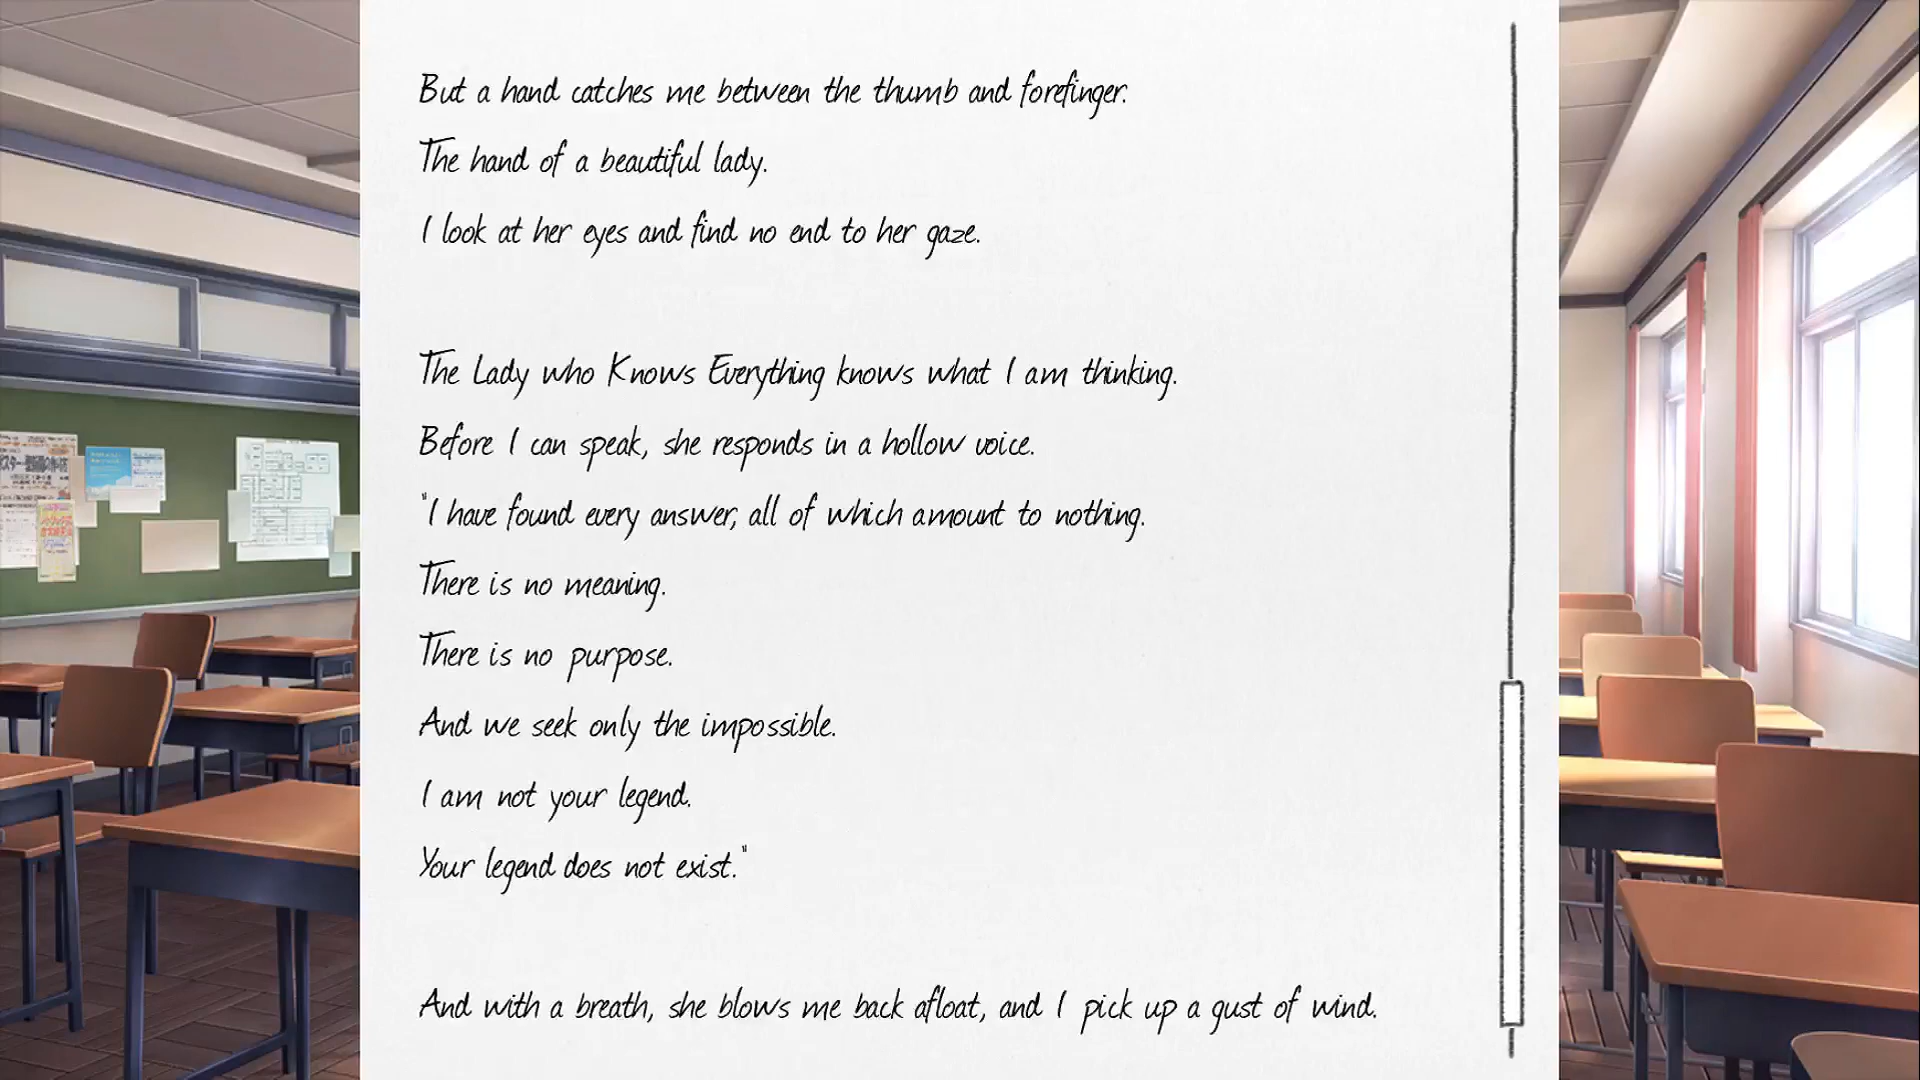 But a hand catches me between the thumb and forefinger.
The hand of a beautiful lady.
I look at her eyes and find no end to her gaze.
The Lady who Knows Everything knows what I am thinking.
Before I can speak, she responds in a hollow voice.
"I have found every answer, all of which amount to nothing.
There is no meaning.
There is no purpose.
And we seek only the impossible.
I am not your legend.
Your legend does not exist."
And with a breath, she blows me back afloat, and I pick up a gust of wind.